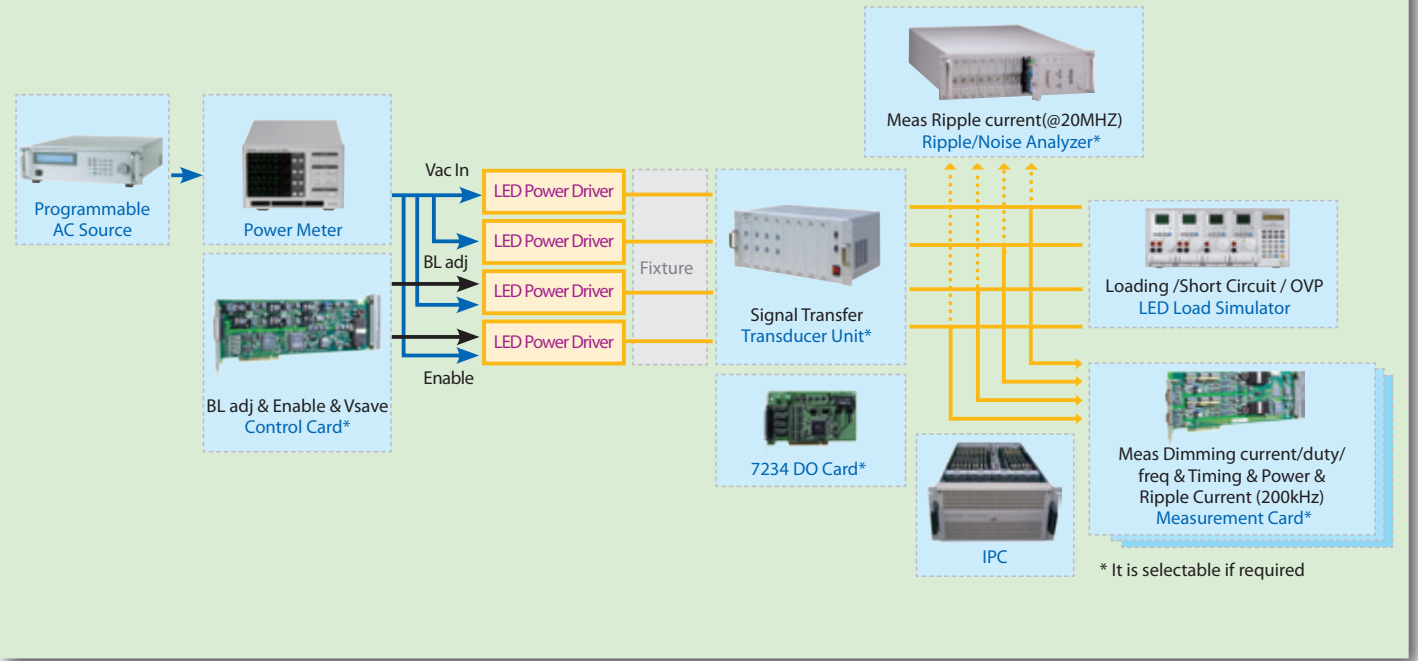 Meas Ripple current(@20MHZ)
Ripple/Noise Analyzer*
Programmable
AC Source
Power Meter
Vac In
BL adj
Enable
LED Power Driver
LED Power Driver
LED Power Driver
LED Power Driver
Fixture
BL adj & Enable & Vsave
Control Card*
Signal Transfer
Transducer Unit*
7234 DO Card*
Loading /Short Circuit / OVP
LED Load Simulator
IPC
Meas Dimming current/duty/
freq & Timing & Power &
Ripple Current (200kHz)
Measurement Card*
* It is selectable if required